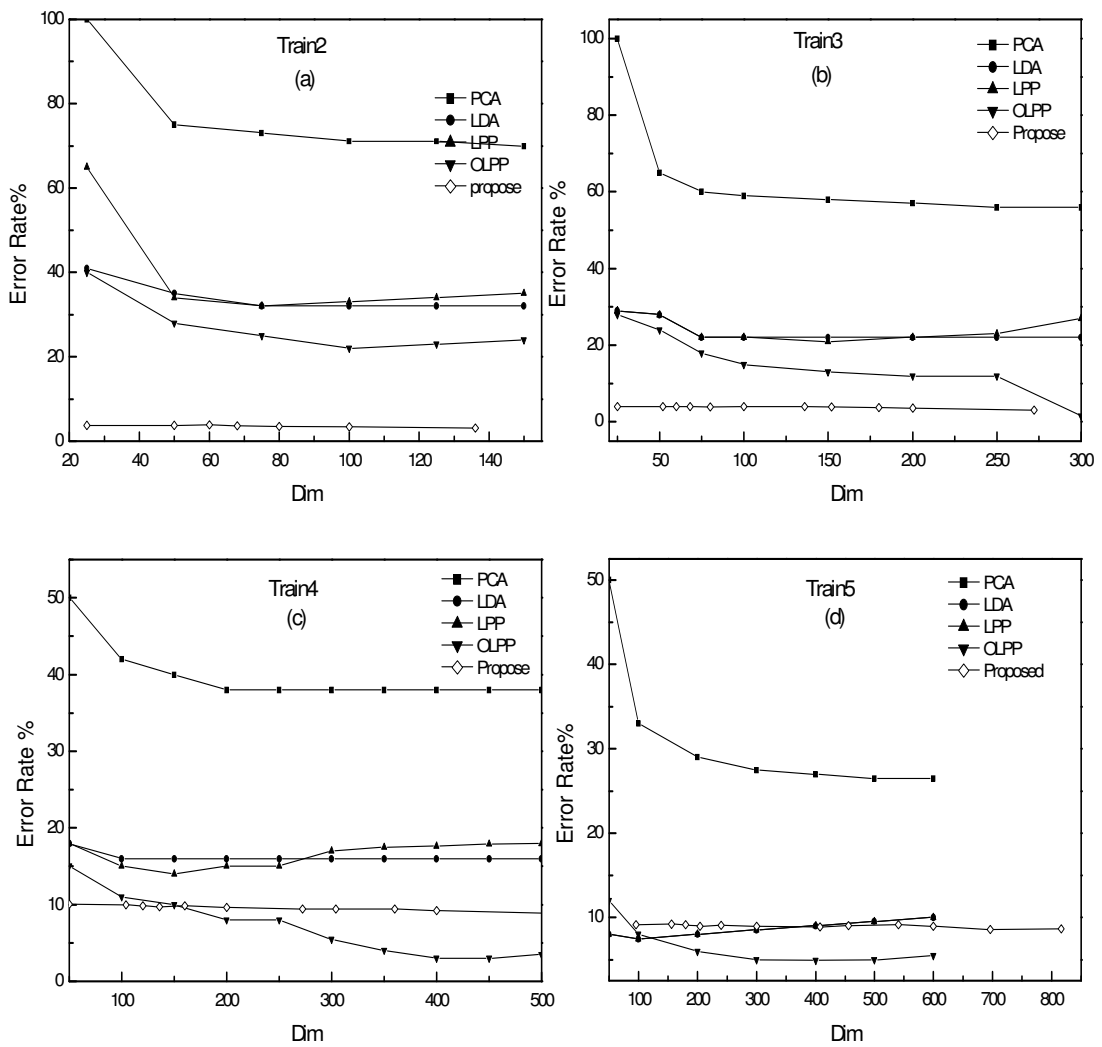 Train2
(a)
PCA
LDA
LPP
OLPP
propose
100
80
60
40
20
0
Error Rate%
20 40 60 80 100 120 140
Dim
Train3
(b)
PCA
LDA
LPP
OLPP
Propose
100
80
60
40
20
0
Error Rate %
50 100 150 200 250 300
Dim
Train4
(c)
PCA
LDA
LPP
OLPP
Propose
50
40
30
20
10
0
Error Rate %
100 200 300 400 500
Dim
Train5
(d)
PCA
LDA
LPP
OLPP
Proposed
50
40
30
20
10
Error Rate%
100 200 300 400 500 600 700 800
Dim